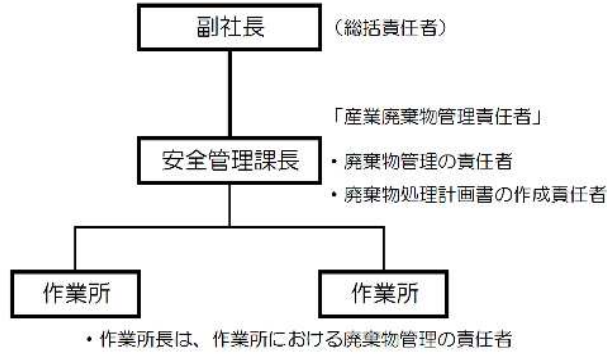 副社長 （総括責任者）
「産業廃棄物管理責任者」
安全管理課長 ・廃棄物管理の責任者
・廃棄物処理計画書の作成責任者
作業所 作業所
・作業所長は、作業所における廃棄物管理の責任者